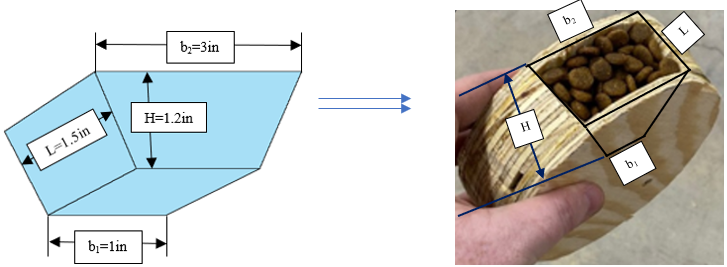 b₂=3in
H=1.2in
L=1.5in
b₁=1in
b₂
L
H
b₁